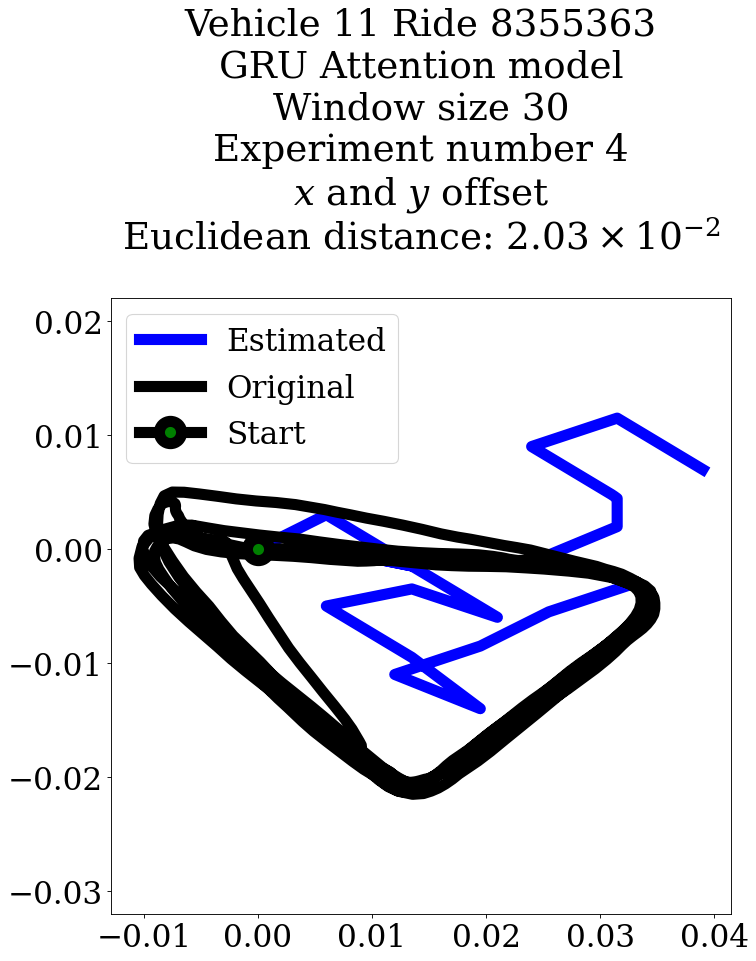 Vehicle 11 Ride 8355363
GRU Attention model
Window size 30
Experiment number 4
x and y offset
Euclidean distance: 2.03 × 10⁻²
Estimated
Original
Start
0.02
0.01
0.00
−0.01
−0.02
−0.03
−0.01 0.00 0.01 0.02 0.03 0.04